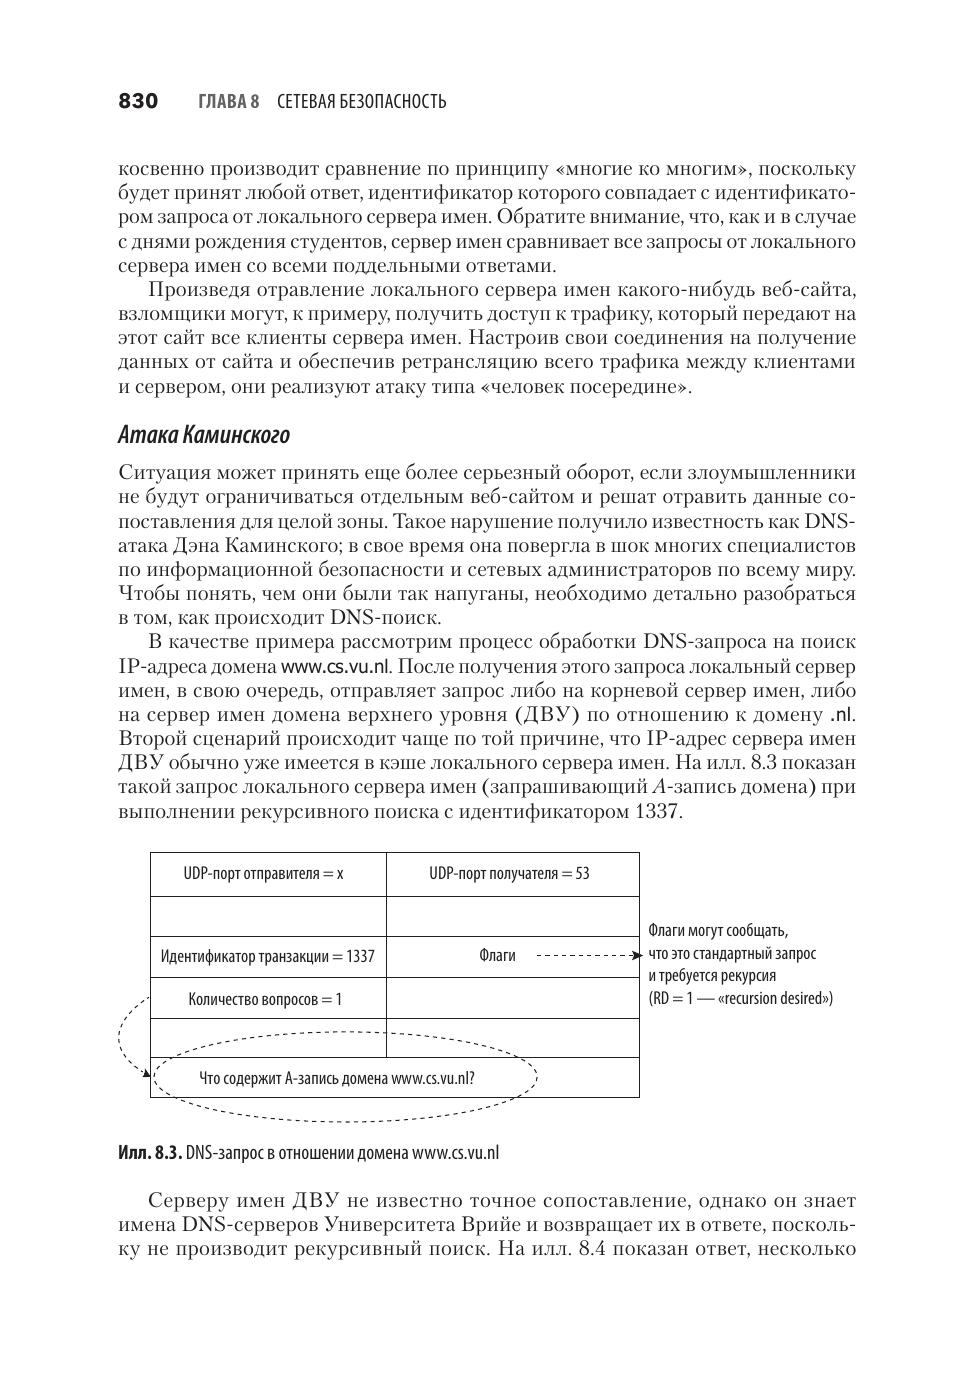 830 ГЛАВА 8 СЕТЕВАЯ БЕЗОПАСНОСТЬ
косвенно производит сравнение по принципу «многие ко многим», поскольку
будет принят любой ответ, идентификатор которого совпадает с идентификато-
ром запроса от локального сервера имен. Обратите внимание, что, как и в случае
с днями рождения студентов, сервер имен сравнивает все запросы от локального
сервера имен со всеми поддельными ответами.
Произведя отравление локального сервера имен какого-нибудь веб-сайта,
взломщики могут, к примеру, получить доступ к трафику, который передают на
этот сайт все клиенты сервера имен. Настроив свои соединения на получение
данных от сайта и обеспечив ретрансляцию всего трафика между клиентами
и сервером, они реализуют атаку типа «человек посередине».
Атака Каминского
Ситуация может принять еще более серьезный оборот, если злоумышленники
не будут ограничиваться отдельным веб-сайтом и решат отравить данные со-
поставления для целой зоны. Такое нарушение получило известность как DNS-
атака Дэна Каминского; в свое время она повергла в шок многих специалистов
по информационной безопасности и сетевых администраторов по всему миру.
Чтобы понять, чем они были так напуганы, необходимо детально разобраться
в том, как происходит DNS-поиск.
В качестве примера рассмотрим процесс обработки DNS-запроса на поиск
IP-адреса домена www.cs.vu.nl. После получения этого запроса локальный сервер
имен, в свою очередь, отправляет запрос либо на корневой сервер имен, либо
на сервер имен домена верхнего уровня (ДВУ) по отношению к домену .nl.
Второй сценарий происходит чаще по той причине, что IP-адрес сервера имен
ДВУ обычно уже имеется в кэше локального сервера имен. На илл. 8.3 показан
такой запрос локального сервера имен (запрашивающий A-запись домена) при
выполнении рекурсивного поиска с идентификатором 1337.
UDP-порт отправителя = x
UDP-порт получателя = 53
Идентификатор транзакции = 1337
Флаги
Флаги могут сообщать,
что это стандартный запрос
и требуется рекурсия
(RD = 1 — «recursion desired»)
Количество вопросов = 1
Что содержит А-запись домена www.cs.vu.nl?
Илл. 8.3. DNS-запрос в отношении домена www.cs.vu.nl
Серверу имен ДВУ не известно точное сопоставление, однако он знает
имена DNS-серверов Университета Врийе и возвращает их в ответе, посколь-
ку не производит рекурсивный поиск. На илл. 8.4 показан ответ, несколько